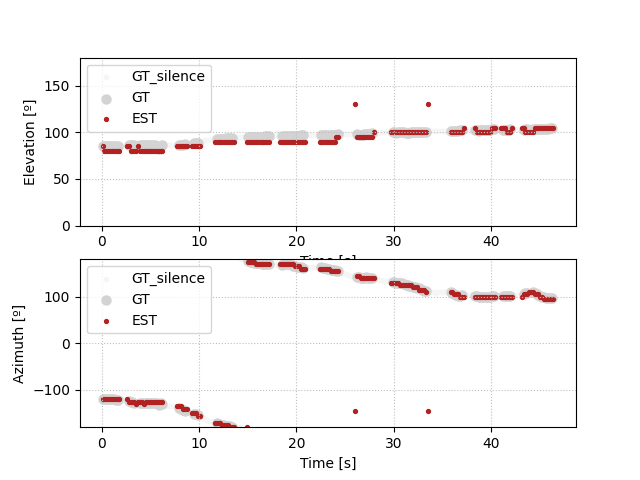 150
100
50
0
Elevation [º]
GT_silence
GT
EST
0
10
20
30
40
Time [s]
100
0
−100
Azimuth [º]
GT_silence
GT
EST
0
10
20
30
40
Time [s]